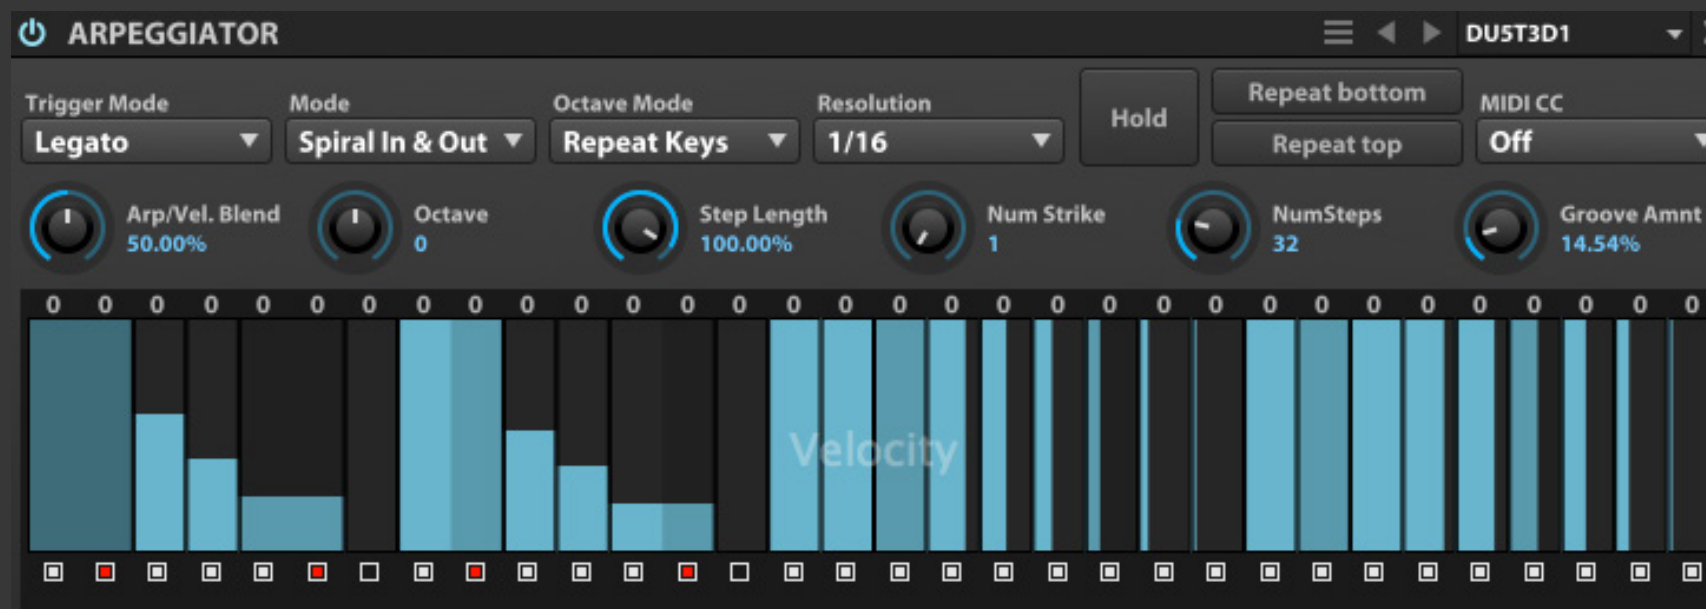 ARPEGGIATOR DU5T3D1
Trigger Mode Mode Octave Mode Resolution Hold Repeat bottom MIDI CC
Legato Spiral In & Out Repeat Keys 1/16 Repeat top Off
Arp/Vel. Blend Octave Step Length Num Strike NumSteps Groove Amnt
50.00% 0 100.00% 1 32 14.54%
0 0 0 0 0 0 0 0 0 0 0 0 0 0 0 0 0 0 0 0 0 0 0 0 0 0 0 0 0 0 0 0
Velocity